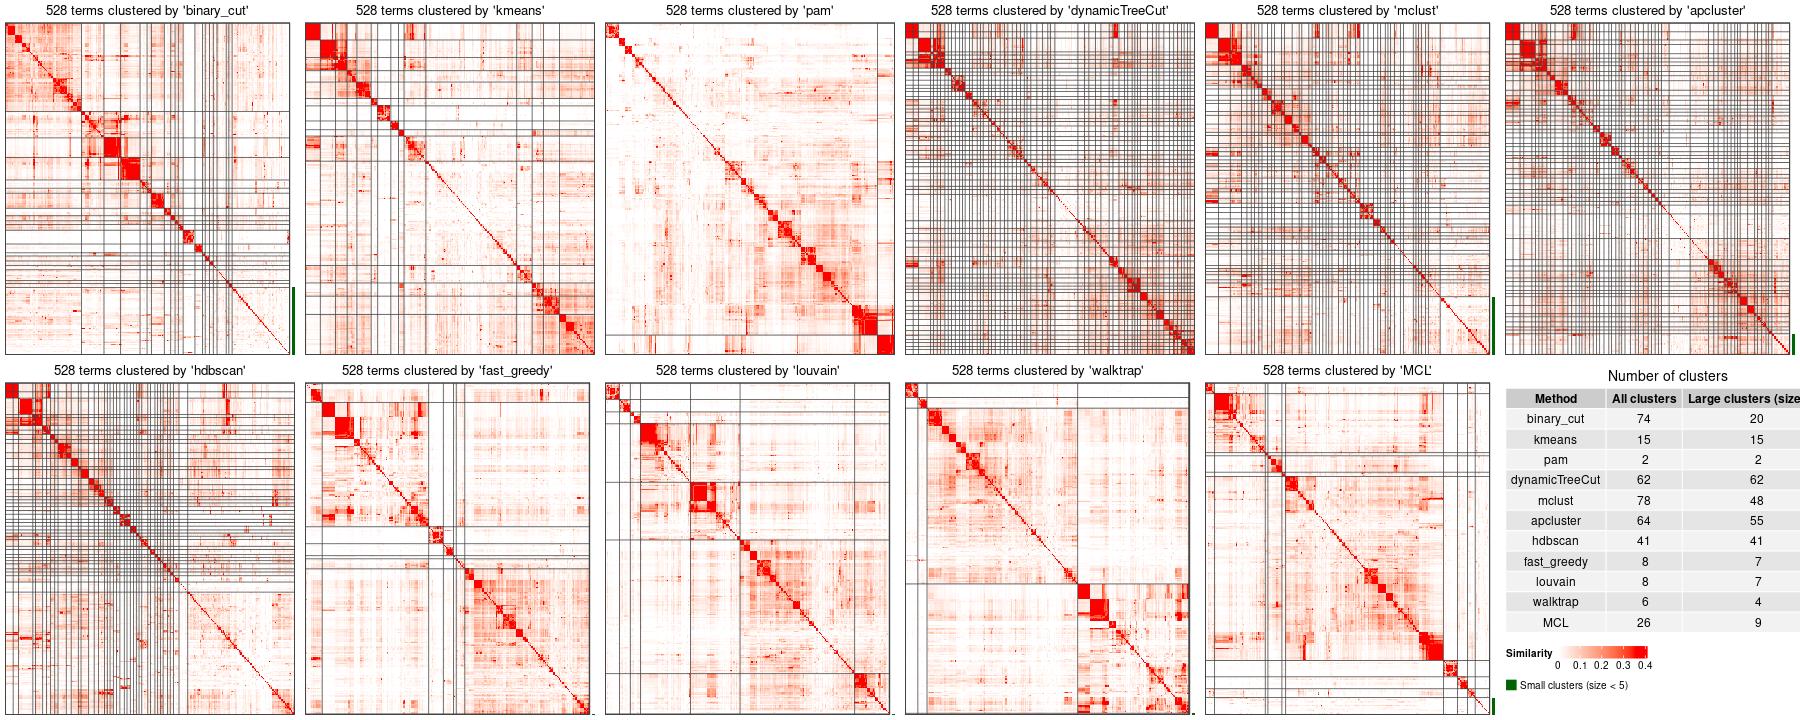 528 terms clustered by 'binary_cut'
528 terms clustered by 'kmeans'
528 terms clustered by 'pam'
528 terms clustered by 'dynamicTreeCut'
528 terms clustered by 'mclust'
528 terms clustered by 'apcluster'
528 terms clustered by 'hdbscan'
528 terms clustered by 'fast_greedy'
528 terms clustered by 'louvain'
528 terms clustered by 'walktrap'
528 terms clustered by 'MCL'
Number of clusters
Method All clusters Large clusters (size
binary_cut 74 20
kmeans 15 15
pam 2 2
dynamicTreeCut 62 62
mclust 78 48
apcluster 64 55
hdbscan 41 41
fast_greedy 8 7
louvain 8 7
walktrap 6 4
MCL 26 9
Similarity
0 0.1 0.2 0.3 0.4
Small clusters (size < 5)